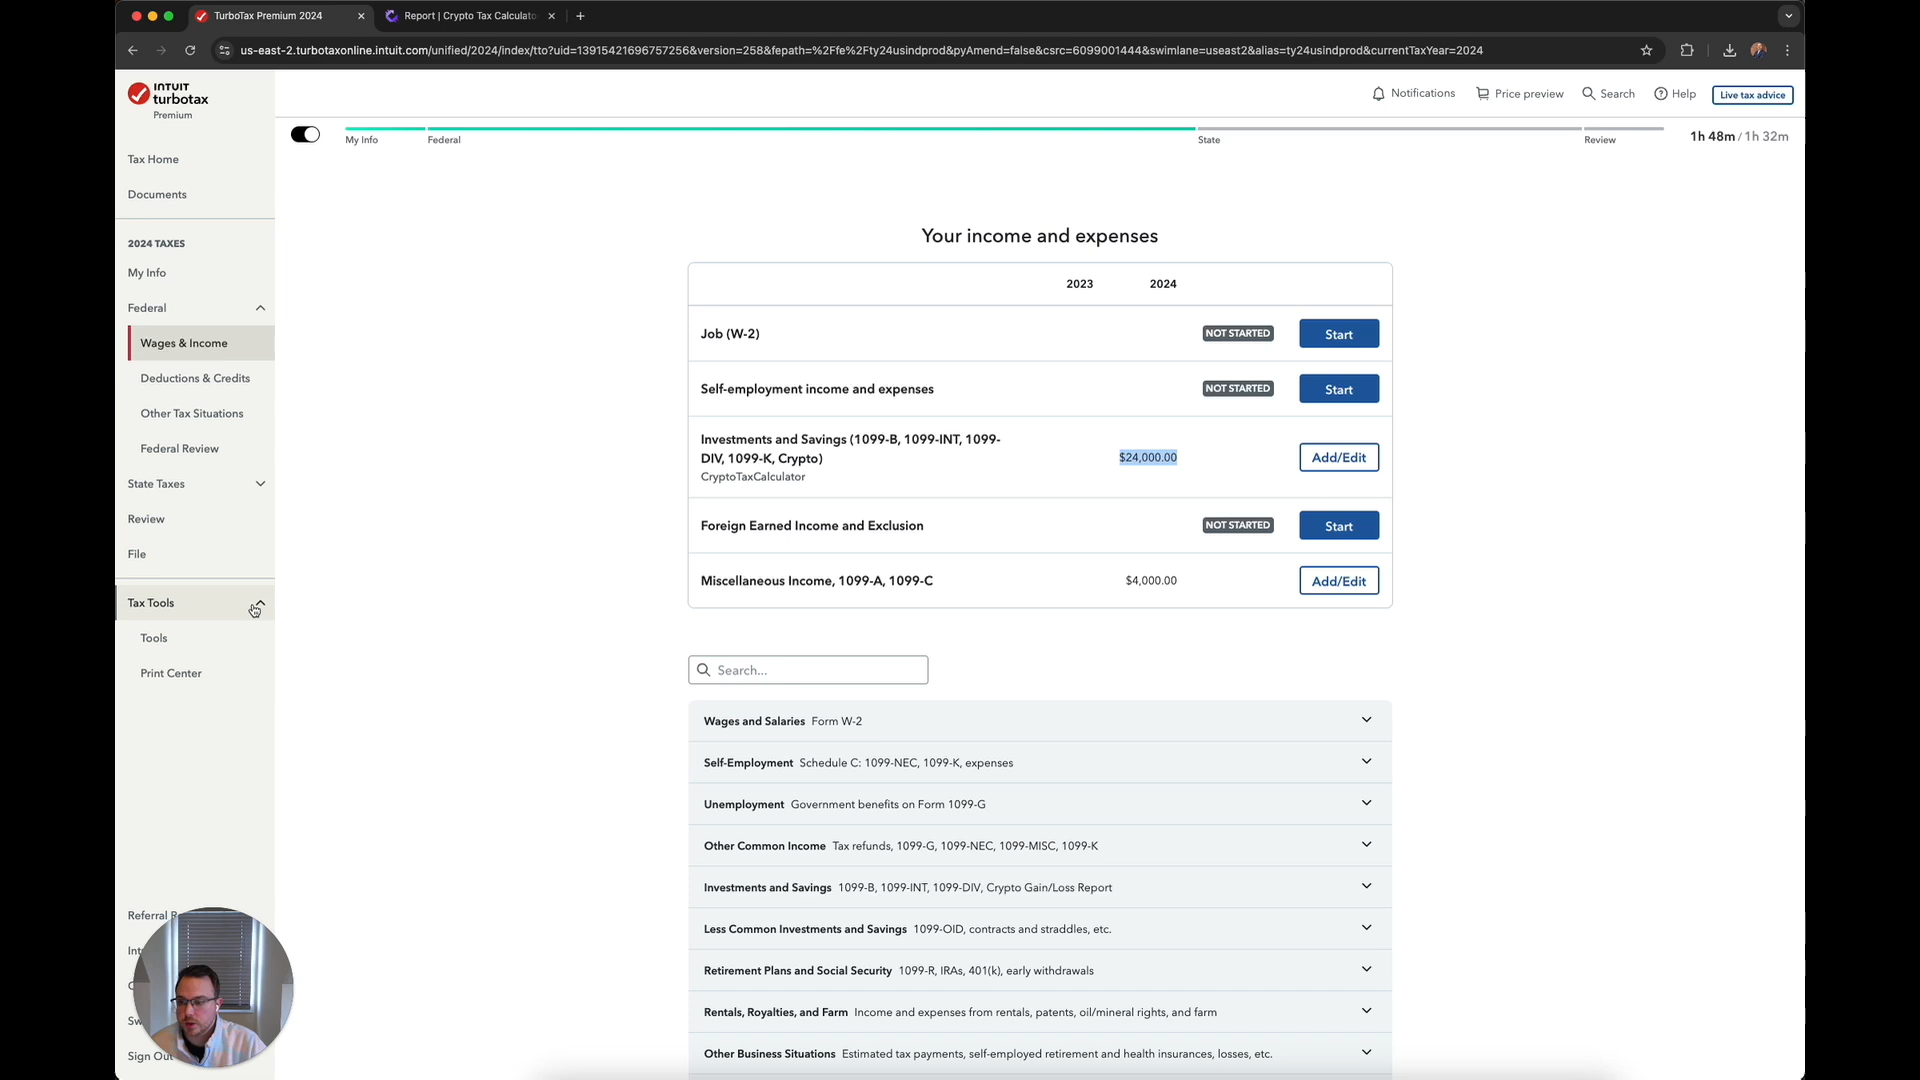 TurboTax Premium 2024
Report | Crypto Tax Calculato
us-east-2.turbotaxonline.intuit.com/unified/2024/index/tto?uid=13915421696757256&version=258&fepath=%2Ffe%2Fty24usindprod&pyAmend=false&csrc=6099001444&swimlane=useast2&alias=ty24usindprod&currentTaxYear=2024
INTUIT
turbotax
Premium
Notifications
Price preview
Search
Help
Live tax advice
My Info
Federal
State
Review
1h 48m / 1h 32m
Tax Home
Documents
2024 TAXES
My Info
Federal
Wages & Income
Deductions & Credits
Other Tax Situations
Federal Review
State Taxes
Review
File
Tax Tools
Tools
Print Center
Referral R
Sign Out
Your income and expenses
2023 2024
Job (W-2) NOT STARTED Start
Self-employment income and expenses NOT STARTED Start
Investments and Savings (1099-B, 1099-INT, 1099-
DIV, 1099-K, Crypto) $24,000.00 Add/Edit
CryptoTaxCalculator
Foreign Earned Income and Exclusion NOT STARTED Start
Miscellaneous Income, 1099-A, 1099-C $4,000.00 Add/Edit
Search...
Wages and Salaries Form W-2
Self-Employment Schedule C: 1099-NEC, 1099-K, expenses
Unemployment Government benefits on Form 1099-G
Other Common Income Tax refunds, 1099-G, 1099-NEC, 1099-MISC, 1099-K
Investments and Savings 1099-B, 1099-INT, 1099-DIV, Crypto Gain/Loss Report
Less Common Investments and Savings 1099-OID, contracts and straddles, etc.
Retirement Plans and Social Security 1099-R, IRAs, 401(k), early withdrawals
Rentals, Royalties, and Farm Income and expenses from rentals, patents, oil/mineral rights, and farm
Other Business Situations Estimated tax payments, self-employed retirement and health insurances, losses, etc.